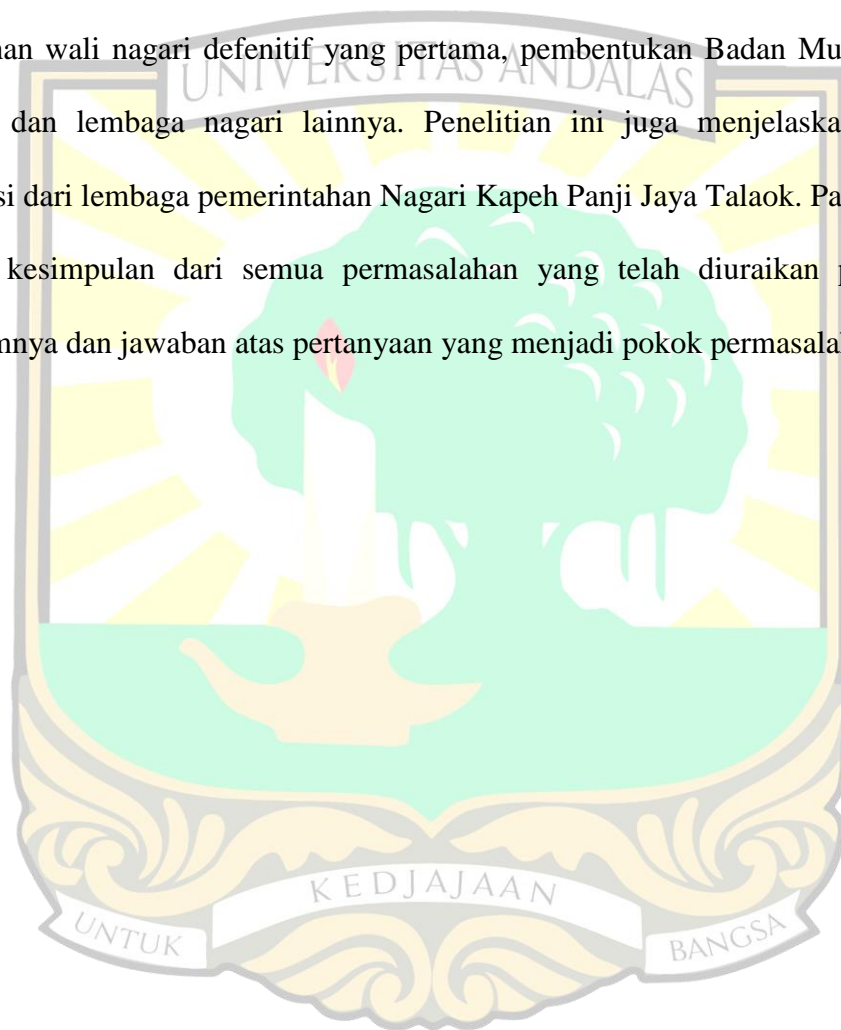 nan wali nagari defenitif yang pertama, pembentukan Badan Mu
UNIVERSITAS ANDALAS
dan lembaga nagari lainnya. Penelitian ini juga menjelaska
si dari lembaga pemerintahan Nagari Kapeh Panji Jaya Talaok. Pa
kesimpulan dari semua permasalahan yang telah diuraikan p
mnya dan jawaban atas pertanyaan yang menjadi pokok permasala
KEDJAJAAN
UNTUK
BANGSA